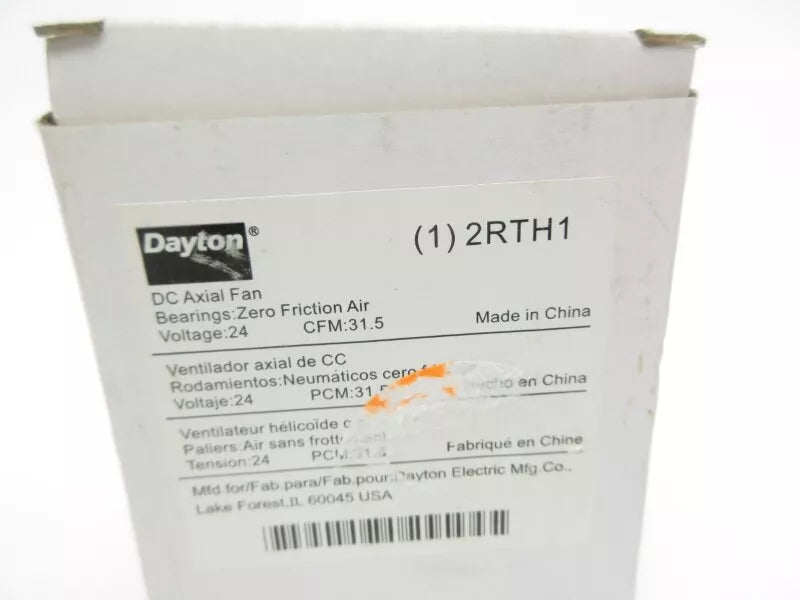 Dayton®
(1) 2RTH1
DC Axial Fan
Bearings:Zero Friction Air
Voltage:24 CFM:31.5 Made in China
Ventilador axial de CC
Rodamientos:Neumáticos cero
Voltaje:24 PCM:31 en China
Ventilateur hélicoïde
Paliers:Air sans
Tension:24 Fabriqué en Chine
Mfd.for/Fab.para/Fab.pour:Dayton Electric Mfg Co.,
Lake Forest,IL 60045 USA